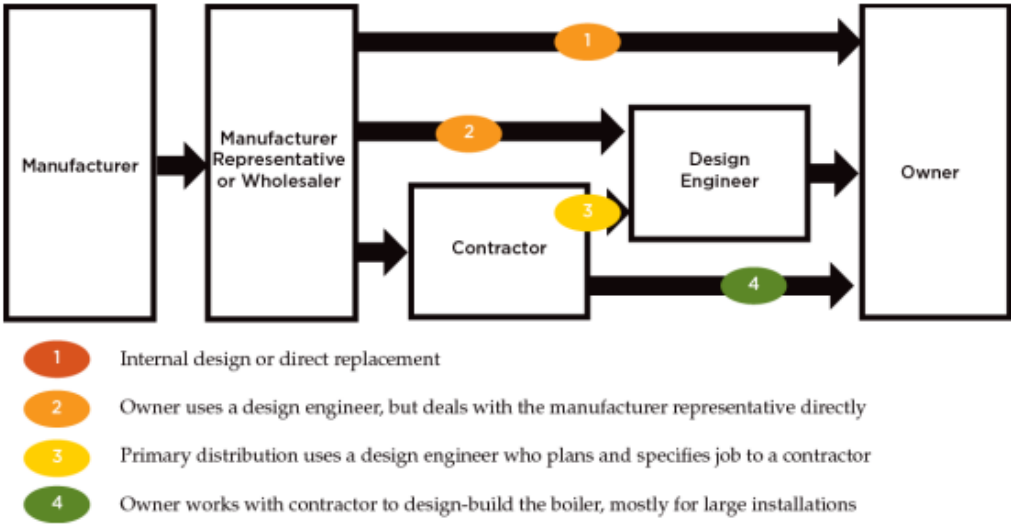 1
Manufacturer
Manufacturer
Representative
or Wholesaler
2
Design
Engineer
Owner
3
Contractor
4
1 Internal design or direct replacement
2 Owner uses a design engineer, but deals with the manufacturer representative directly
3 Primary distribution uses a design engineer who plans and specifies job to a contractor
4 Owner works with contractor to design-build the boiler, mostly for large installations